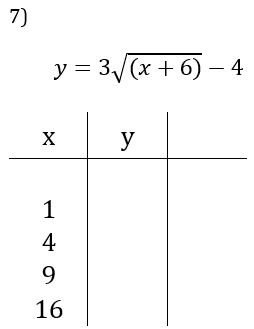 7)
y = 3√(x + 6) − 4
x y
1
4
9
16